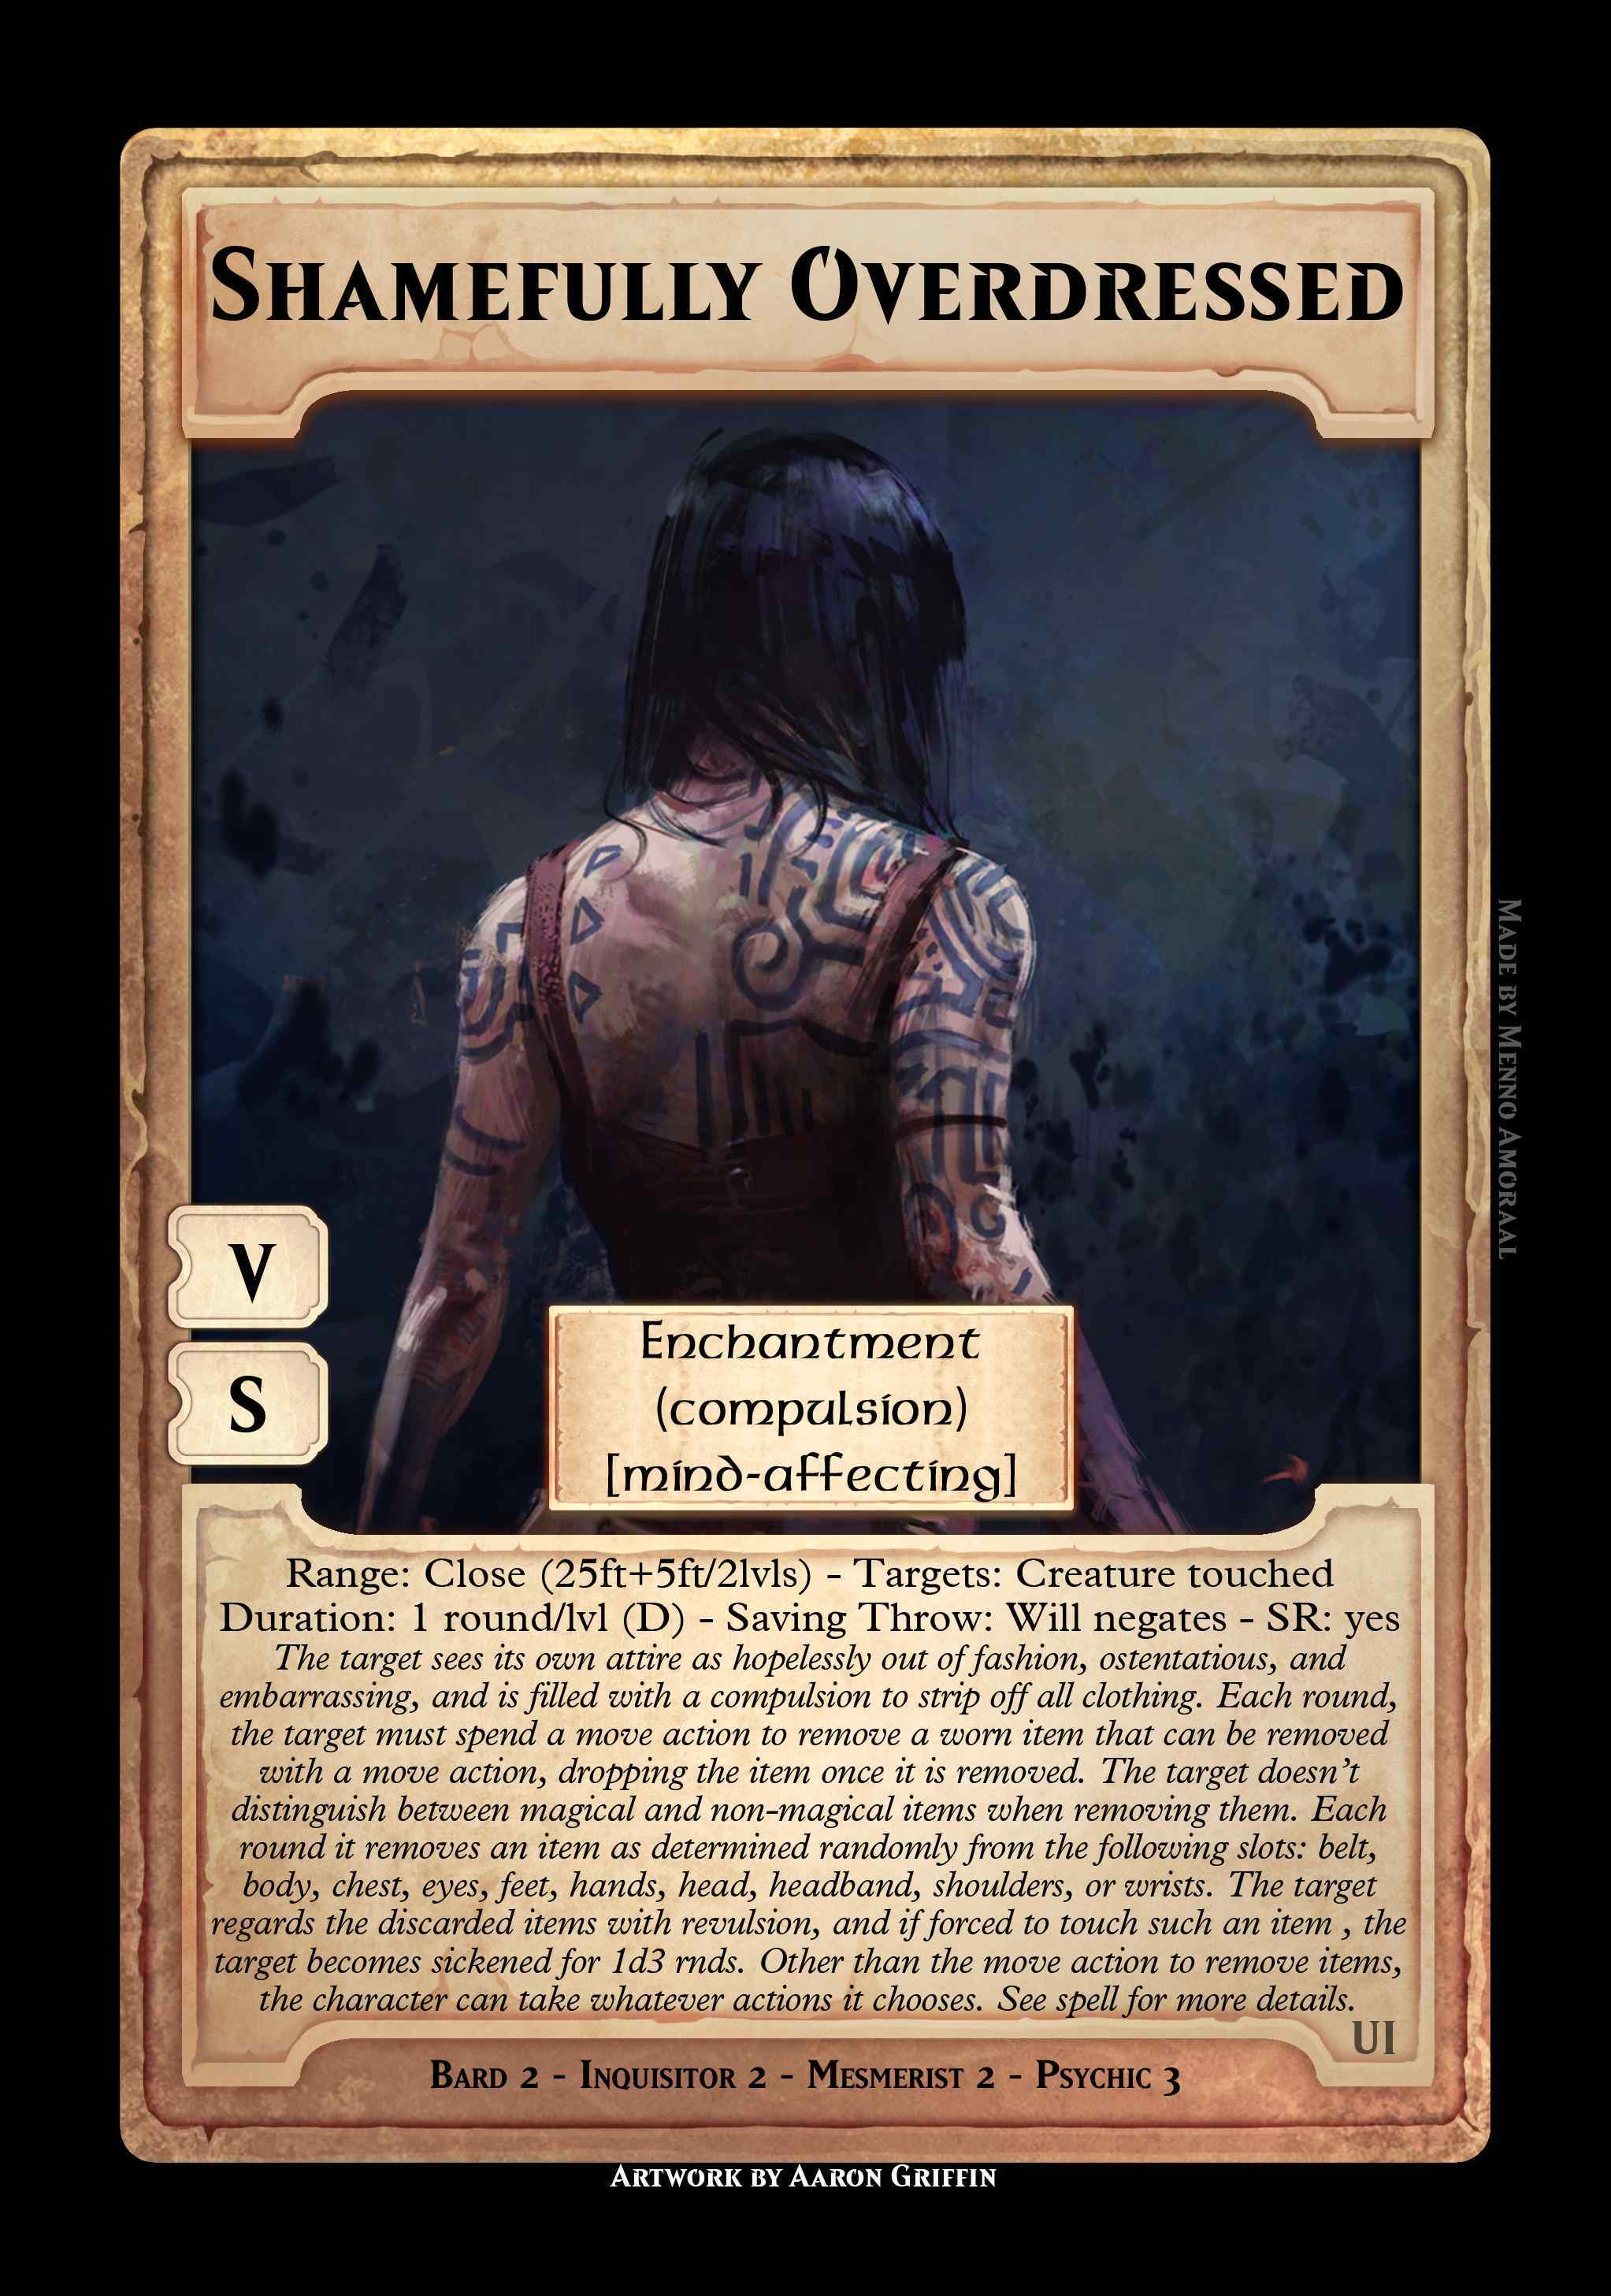 Shamefully Overdressed
V
S
Enchantment
(compulsion)
[mind-affecting]
Range: Close (25ft+5ft/2lvls) - Targets: Creature touched
Duration: 1 round/lvl (D) - Saving Throw: Will negates - SR: yes
The target sees its own attire as hopelessly out of fashion, ostentatious, and
embarrassing, and is filled with a compulsion to strip off all clothing. Each round,
the target must spend a move action to remove a worn item that can be removed
with a move action, dropping the item once it is removed. The target doesn't
distinguish between magical and non-magical items when removing them. Each
round it removes an item as determined randomly from the following slots: belt,
body, chest, eyes, feet, hands, head, headband, shoulders, or wrists. The target
regards the discarded items with revulsion, and if forced to touch such an item , the
target becomes sickened for 1d3 rnds. Other than the move action to remove items,
the character can take whatever actions it chooses. See spell for more details.
UI
Bard 2 - Inquisitor 2 - Mesmerist 2 - Psychic 3
Artwork by Aaron Griffin
Made by Menno Amoraal